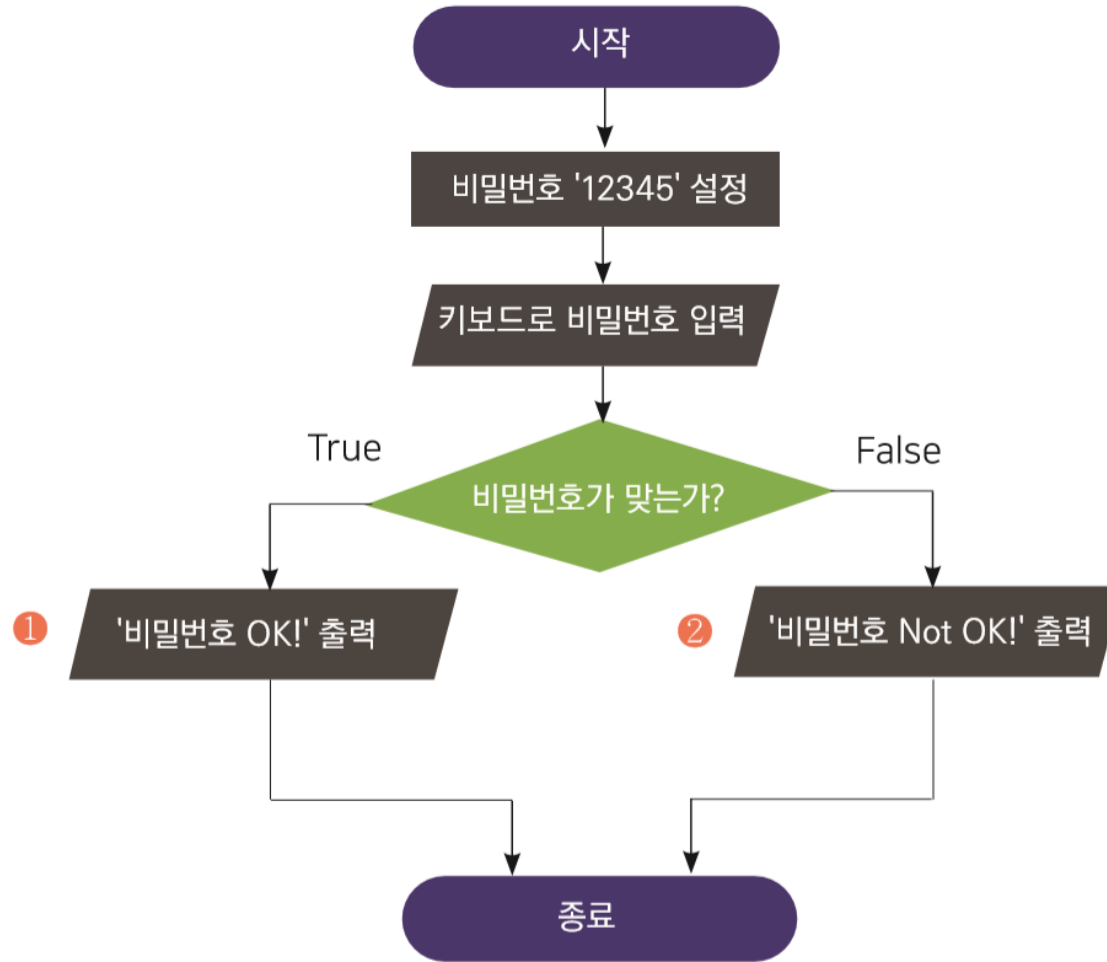 시작
비밀번호 '12345' 설정
키보드로 비밀번호 입력
True
False
비밀번호가 맞는가?
❶ '비밀번호 OK!' 출력
❷ '비밀번호 Not OK!' 출력
종료